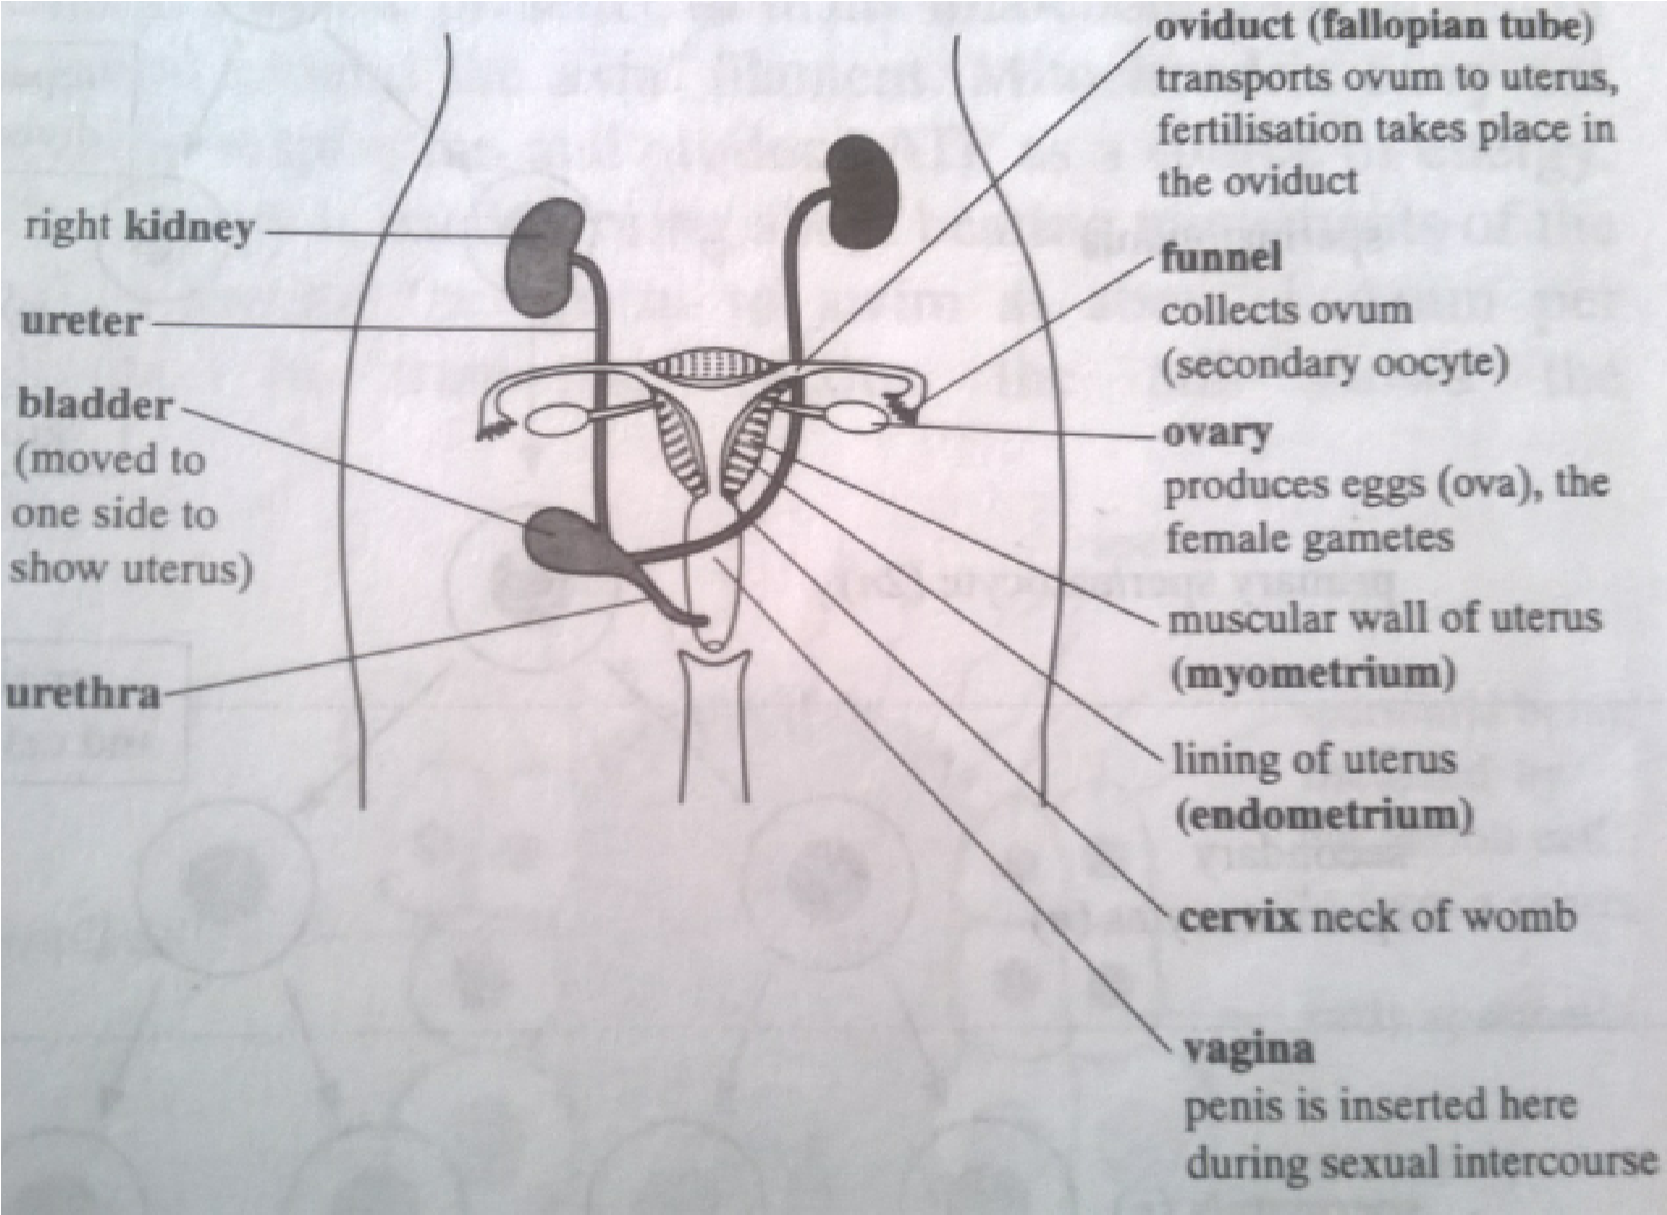 oviduct (fallopian tube)
transports ovum to uterus,
fertilisation takes place in
the oviduct
right kidney
funnel
collects ovum
(secondary oocyte)
ureter
bladder
(moved to
one side to
show uterus)
ovary
produces eggs (ova), the
female gametes
muscular wall of uterus
(myometrium)
urethra
lining of uterus
(endometrium)
cervix neck of womb
vagina
penis is inserted here
during sexual intercourse